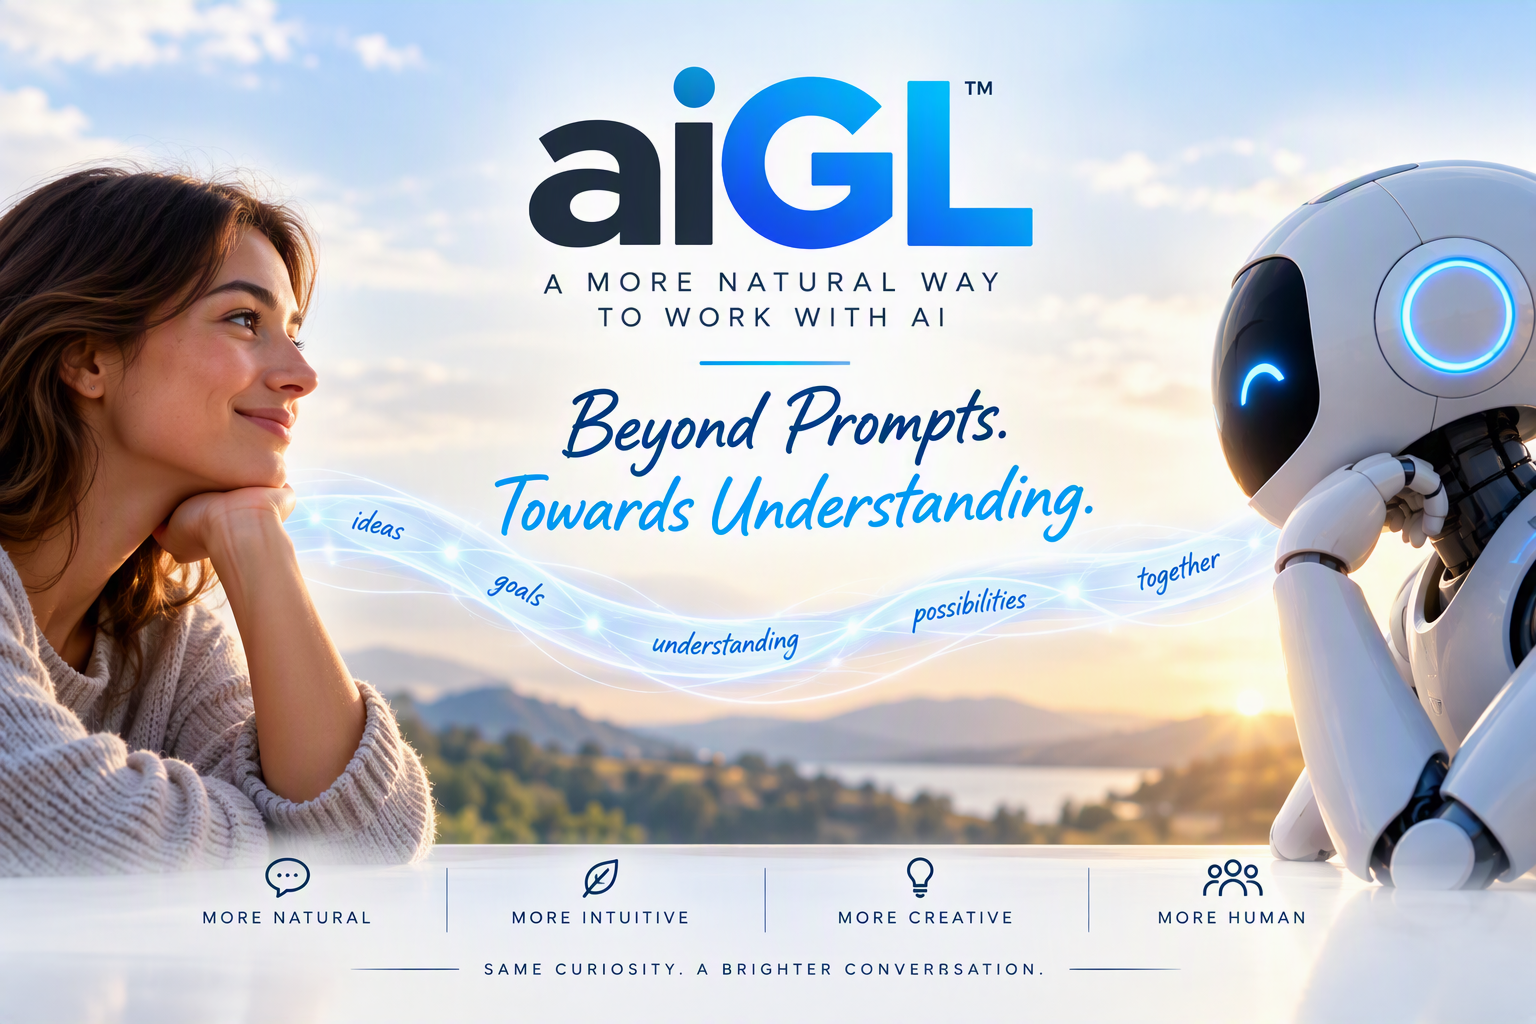 aiGL™
A MORE NATURAL WAY
TO WORK WITH AI
Beyond Prompts.
Towards Understanding.
ideas
goals
understanding
possibilities
together
MORE NATURAL
MORE INTUITIVE
MORE CREATIVE
MORE HUMAN
SAME CURIOSITY. A BRIGHTER CONVERBSATION.